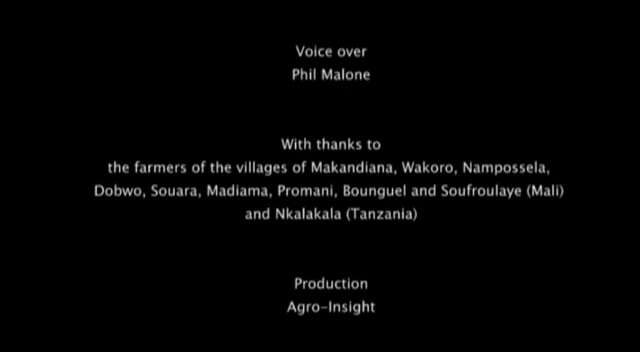 Voice over
Phil Malone
With thanks to
the farmers of the villages of Makandiana, Wakoro, Nampossela,
Dobwo, Souara, Madiama, Promani, Bounguel and Soufroulaye (Mali)
and Nkalakala (Tanzania)
Production
Agro-Insight